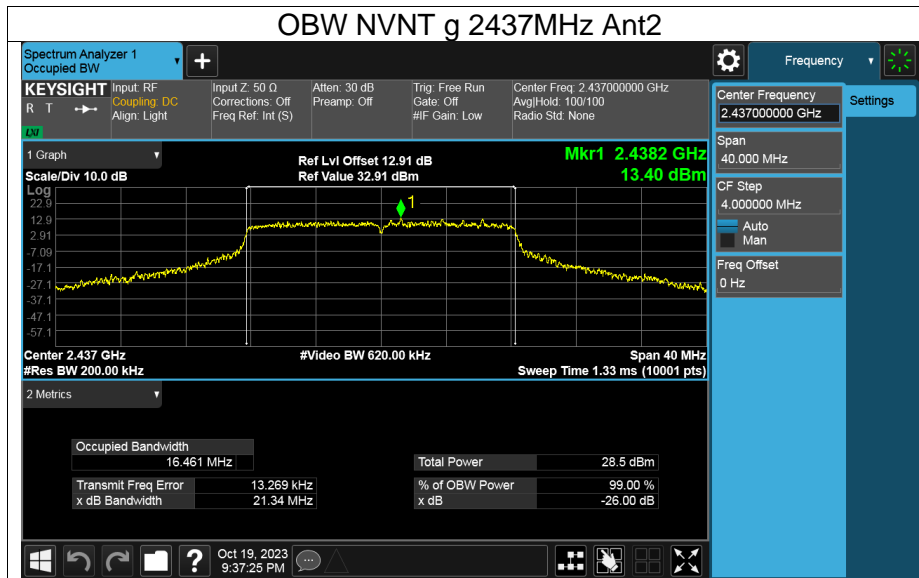 OBW NVNT g 2437MHz Ant2
Spectrum Analyzer 1
Occupied BW
+
Frequency
KEYSIGHT
R T
LXI
Input: RF
Coupling: DC
Align: Light
Input Z: 50 Ω
Corrections: Off
Freq Ref: Int (S)
Atten: 30 dB
Preamp: Off
Trig: Free Run
Gate: Off
#IF Gain: Low
Center Freq: 2.437000000 GHz
Avg|Hold: 100/100
Radio Std: None
Center Frequency
2.437000000 GHz
Settings
Span
40.000 MHz
CF Step
4.000000 MHz
Auto
Man
Freq Offset
0 Hz
1 Graph
Scale/Div 10.0 dB
Ref Lvl Offset 12.91 dB
Ref Value 32.91 dBm
Mkr1 2.4382 GHz
13.40 dBm
Log
22.9
12.9
2.91
-7.09
-17.1
-27.1
-37.1
-47.1
-57.1
1
Center 2.437 GHz
#Res BW 200.00 kHz
#Video BW 620.00 kHz
Span 40 MHz
Sweep Time 1.33 ms (10001 pts)
2 Metrics
Occupied Bandwidth
16.461 MHz
Transmit Freq Error 13.269 kHz
x dB Bandwidth 21.34 MHz
Total Power 28.5 dBm
% of OBW Power 99.00 %
x dB -26.00 dB
?
Oct 19, 2023
9:37:25 PM